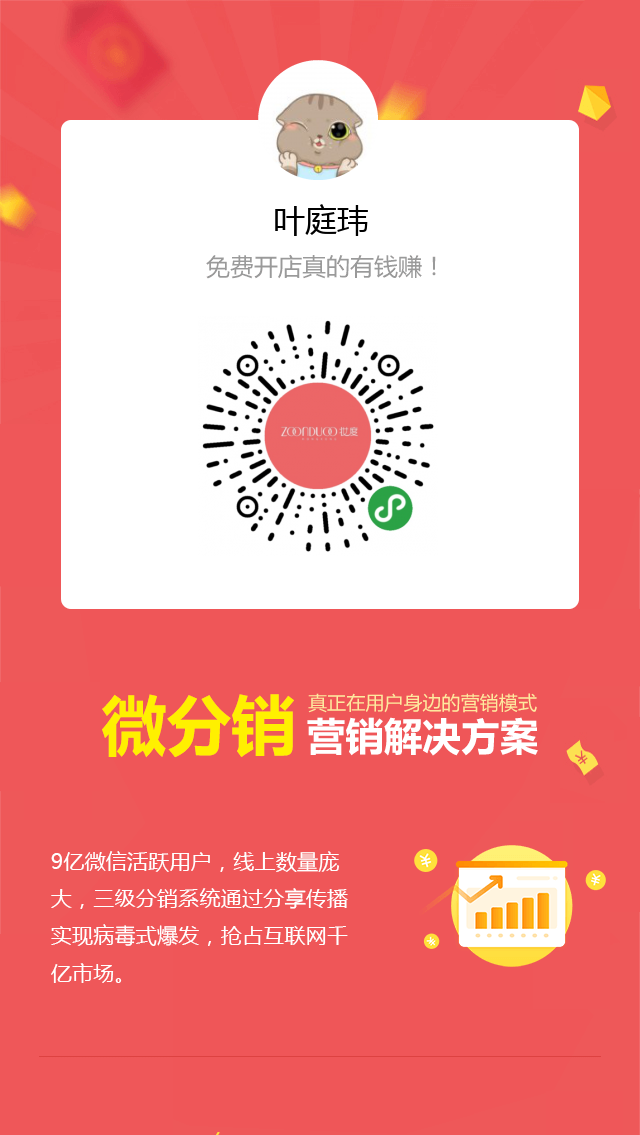 叶庭玮
免费开店真的有钱赚！
ZOONDUOO 妏庭
微分销
真正在用户身边的营销模式
营销解决方案
9亿微信活跃用户，线上数量庞
大，三级分销系统通过分享传播
实现病毒式爆发，抢占互联网千
亿市场。